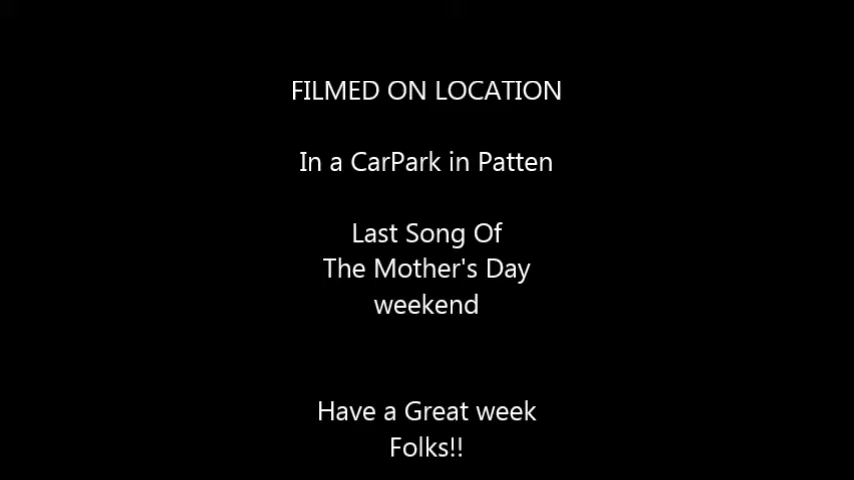 FILMED ON LOCATION
In a CarPark in Patten
Last Song Of
The Mother's Day
weekend
Have a Great week
Folks!!